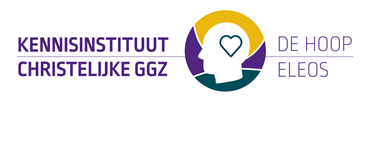 KENNISINSTITUUT
CHRISTELIJKE GGZ
DE HOOP
ELEOS